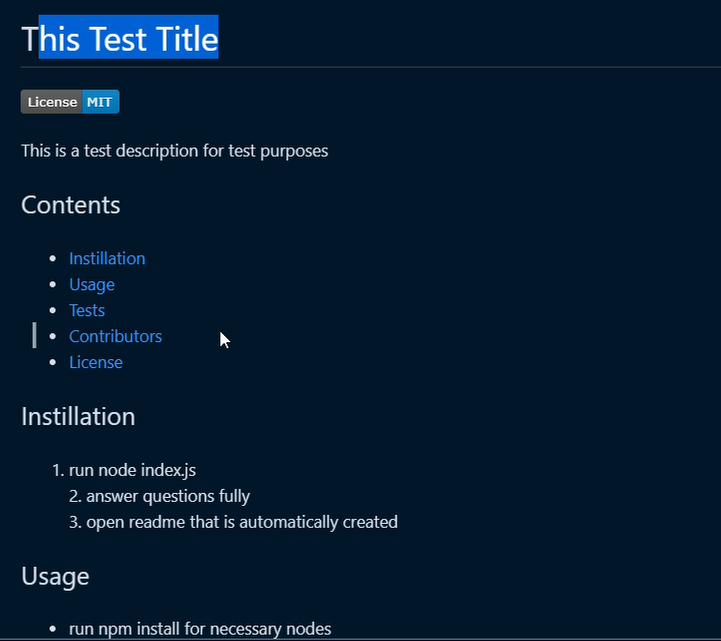 This Test Title
License MIT
This is a test description for test purposes
Contents
• Instillation
• Usage
• Tests
• Contributors
• License
Instillation
1. run node index.js
2. answer questions fully
3. open readme that is automatically created
Usage
• run npm install for necessary nodes